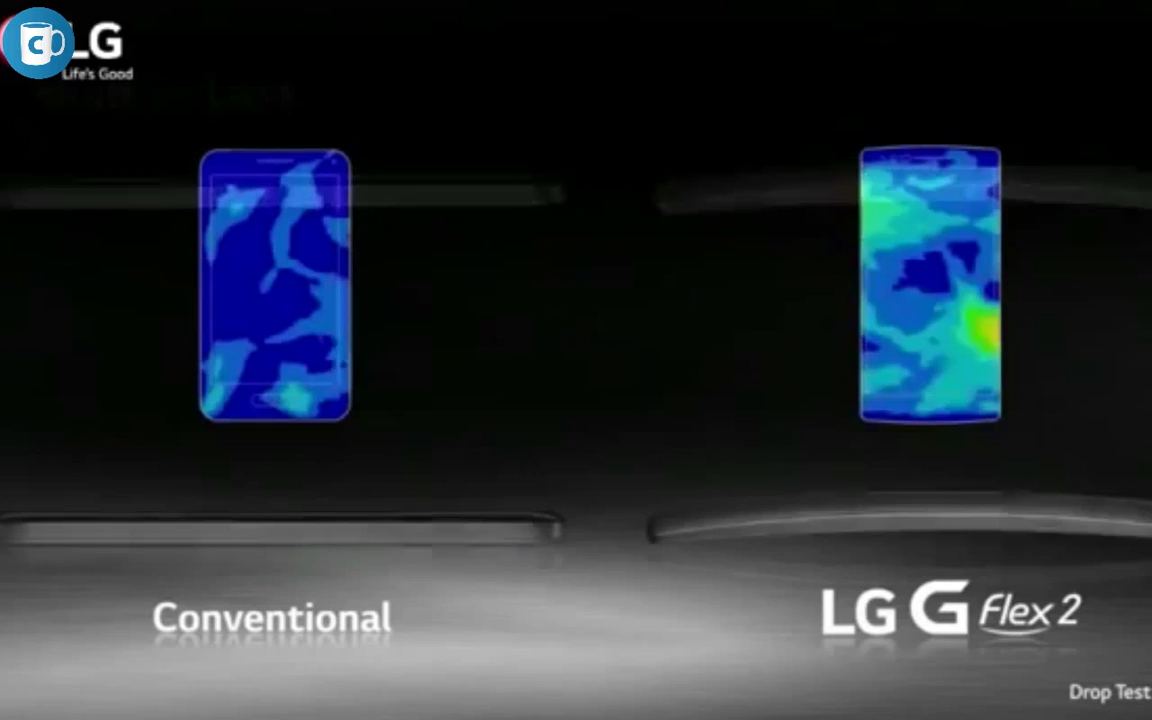 C
LG
Life's Good
Conventional
LG G Flex 2
Drop Test